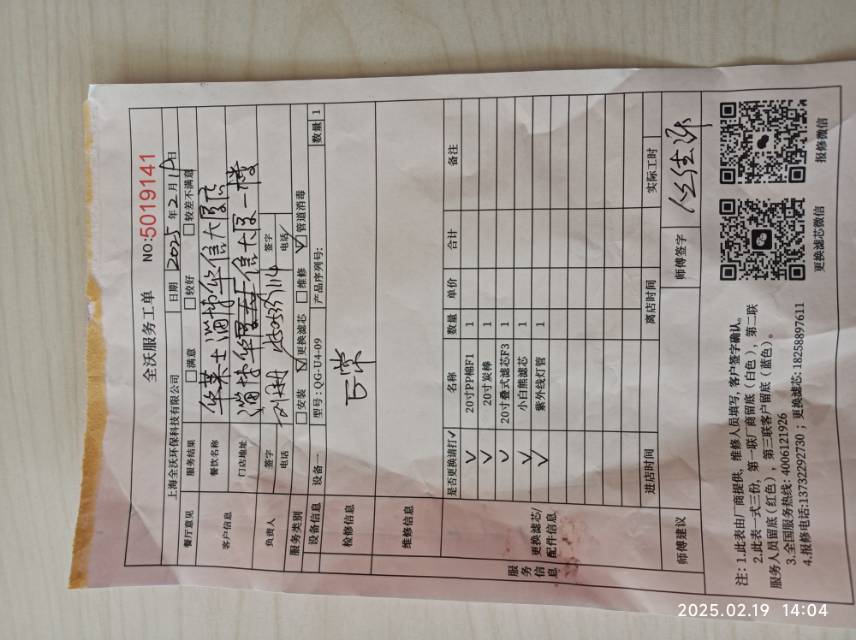 全沃服务工单
NO:5019141
上海全沃环保科技有限公司 日期 2025 年 2 月 1 日
餐厅意见 服务结果 □满意 □较好 □较差不满意
客户信息 餐饮名称 华莱士淄博华信大厦店
门店地址 淄博华信大厦一楼
负责人 签字 签字
电话 电话
服务类别 □安装 ☑更换滤芯 □维修 ☑管道消毒
设备信息 设备一 型号:QG-U4-09 产品序列号: 数量 1
检修信息 正常
维修信息
服务信息
更换滤芯/配件信息
是否更换请打✓ 名称 数量 单价 合计 备注
✓ 20寸PP棉F1 1
✓ 20寸炭棒 1
✓ 20寸叠式滤芯F3 1
✓ 小白熊滤芯 1
✓ 紫外线灯管 1
进店时间 离店时间 实际工时
师傅建议 师傅签字
注:1.此表由厂商提供,维修人员填写,客户签字确认。
2.此表一式三份,第一联厂商留底(白色),第二联
服务人员留底(红色),第三联客户留底(蓝色)。
3.全国服务热线:4006121926
4.报修电话:13732292730;更换滤芯:18258897611
更换滤芯微信 报修微信
2025.02.19 14:04